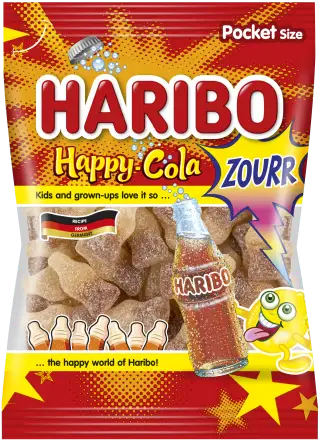 Pocket Size
HARIBO
Happy-Cola
ZOURR
Kids and grown-ups love it so ...
RECIPE
FROM
GERMANY
HARIBO
... the happy world of Haribo!